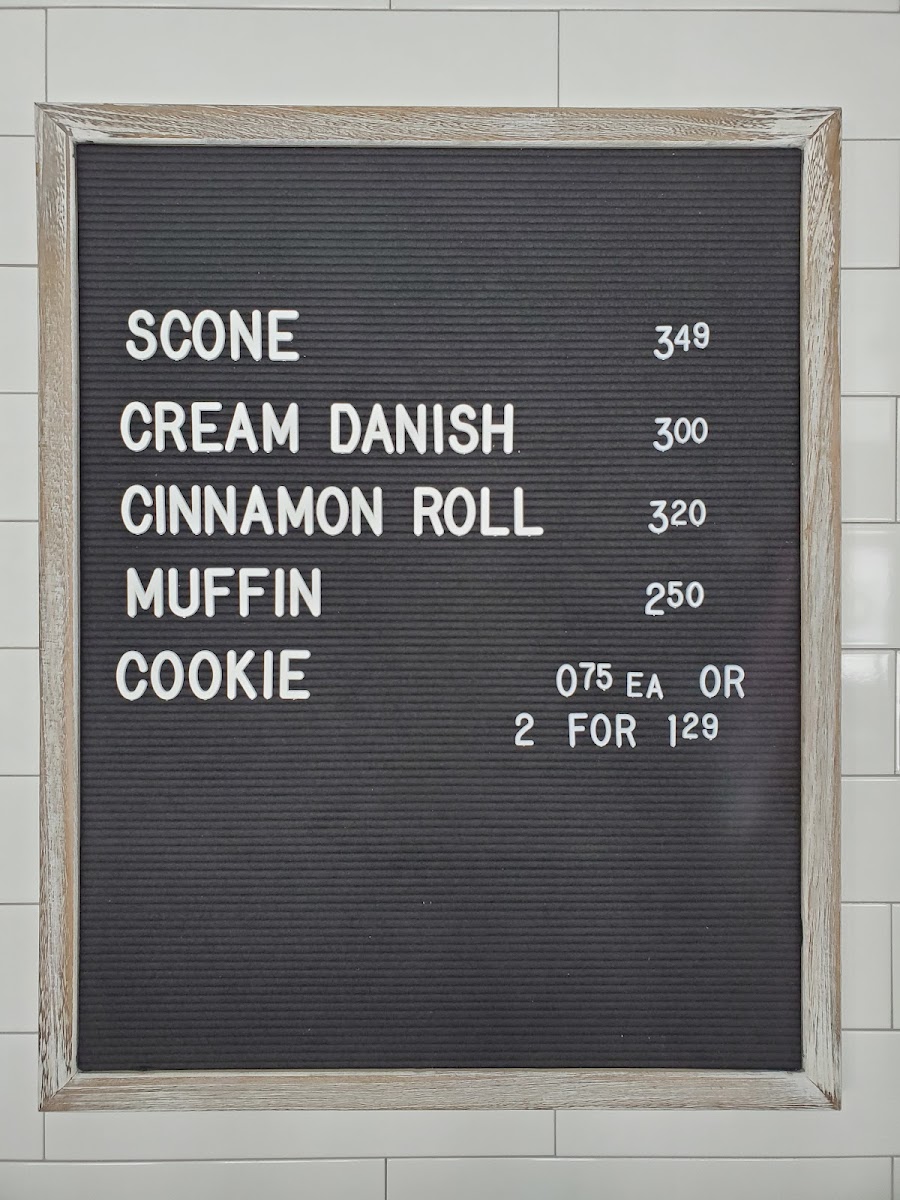 SCONE 349
CREAM DANISH 300
CINNAMON ROLL 320
MUFFIN 250
COOKIE 075 EA OR
2 FOR 129